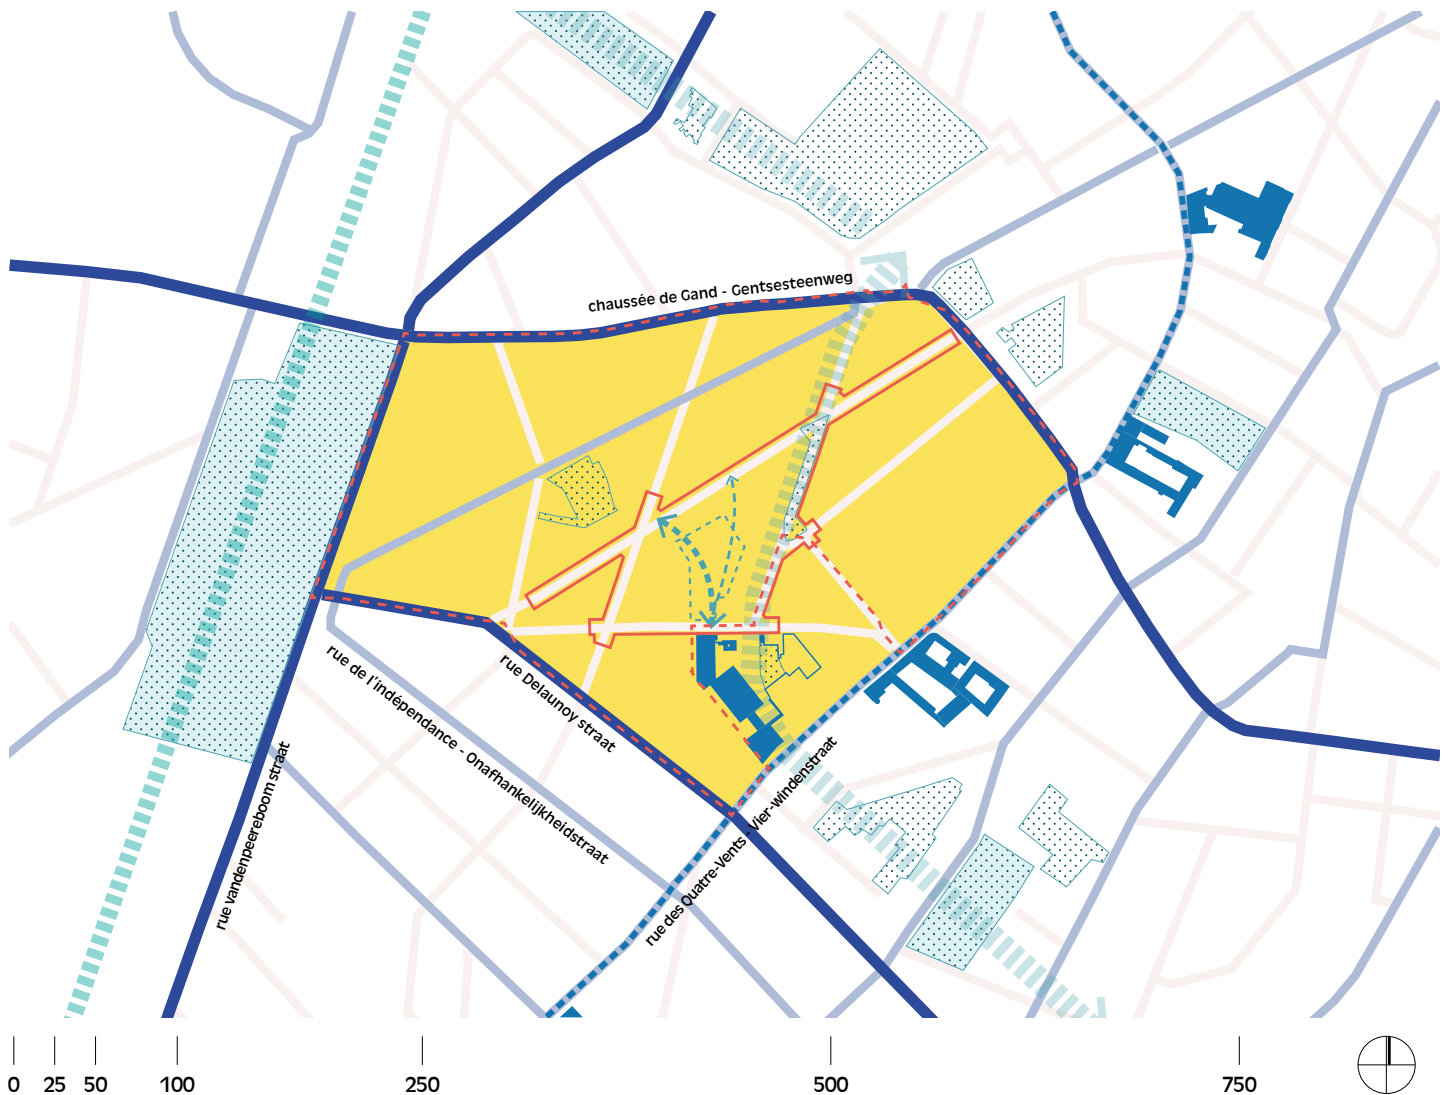 chaussée de Gand - Gentsesteenweg
rue Delaunoy straat
rue de l'indépendance - Onafhankelijkheidstraat
rue vandenpeereboom straat
rue des Quatre-Vents - Vier-windenstraat
0 25 50 100 250 500 750